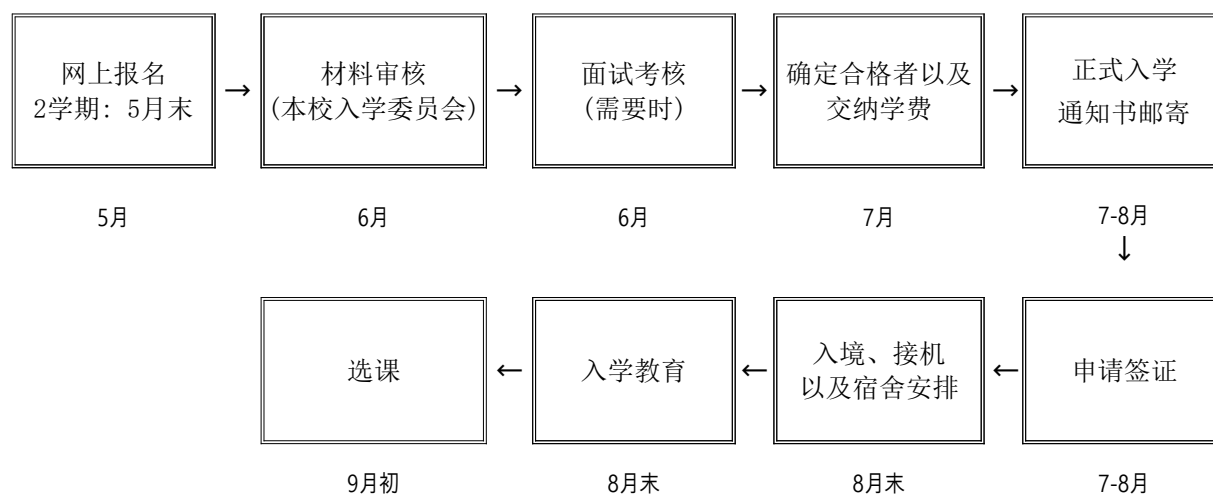 网上报名
2学期: 5月末
→
材料审核
(本校入学委员会)
→
面试考核
(需要时)
→
确定合格者以及
交纳学费
→
正式入学
通知书邮寄
5月
6月
6月
7月
7-8月
↓
选课
←
入学教育
←
入境、接机
以及宿舍安排
←
申请签证
9月初
8月末
8月末
7-8月